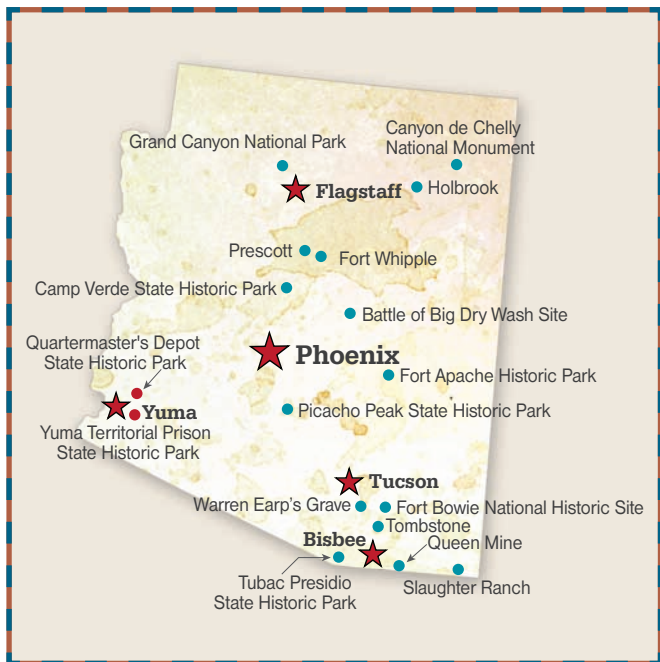 Grand Canyon National Park
Canyon de Chelly
National Monument
Flagstaff
Holbrook
Prescott
Fort Whipple
Camp Verde State Historic Park
Battle of Big Dry Wash Site
Quartermaster's Depot
State Historic Park
Phoenix
Fort Apache Historic Park
Yuma
Picacho Peak State Historic Park
Yuma Territorial Prison
State Historic Park
Tucson
Warren Earp's Grave
Fort Bowie National Historic Site
Tombstone
Bisbee
Queen Mine
Tubac Presidio
State Historic Park
Slaughter Ranch